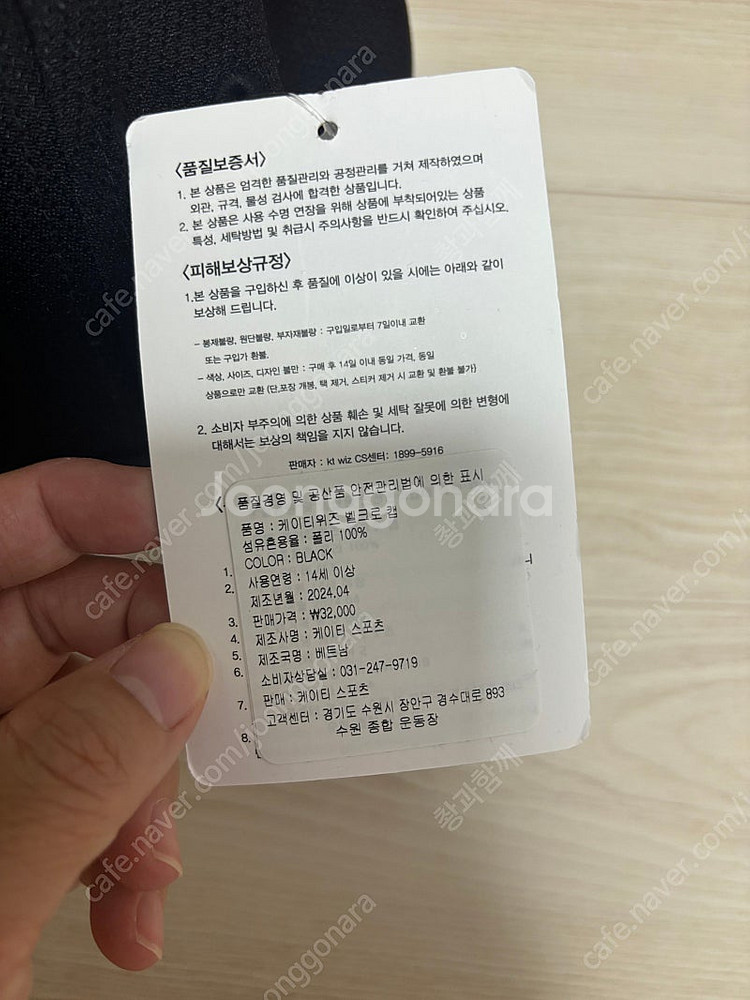 <품질보증서>
1. 본 상품은 엄격한 품질관리와 공정관리를 거쳐 제작하였으며
외관, 규격, 물성 검사에 합격한 상품입니다.
2. 본 상품은 사용 수명 연장을 위해 상품에 부착되어있는 상품
특성, 세탁방법 및 취급시 주의사항을 반드시 확인하여 주십시오.
<피해보상규정>
1.본 상품을 구입하신 후 품질에 이상이 있을 시에는 아래와 같이
보상해 드립니다.
- 봉제불량, 원단불량, 부자재불량 : 구입일로부터 7일이내 교환
또는 구입가 환불.
- 색상, 사이즈, 디자인 불만 : 구매 후 14일 이내 동일 가격, 동일
상품으로만 교환 (단,포장 개봉, 택 제거, 스티커 제거 시 교환 및 환불 불가)
2. 소비자 부주의에 의한 상품 훼손 및 세탁 잘못에 의한 변형에
대해서는 보상의 책임을 지지 않습니다.
판매자 : kt wiz CS센터: 1899-5916
품질경영 및 공산품 안전관리법에 의한 표시
품명 : 케이티위즈 벨크로 캡
섬유혼용율 : 폴리 100%
COLOR : BLACK
사용연령 : 14세 이상
제조년월 : 2024.04
판매가격 : ₩32,000
제조사명 : 케이티 스포츠
제조국명 : 베트남
소비자상담실 : 031-247-9719
판매 : 케이티 스포츠
고객센터 : 경기도 수원시 장안구 경수대로 893
수원 종합 운동장
1.
2.
3.
4.
5.
6.
7.
8.
Joonggonara
cafe.naver.com/joonggonara
창과함께